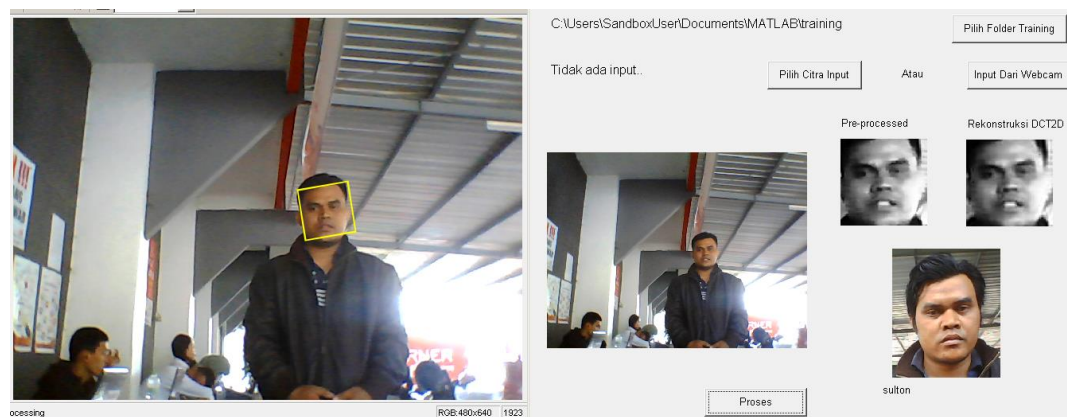 C:\Users\SandboxUser\Documents\MATLAB\training
Pilih Folder Training
Tidak ada input..
Pilih Citra Input
Atau
Input Dari Webcam
Pre-processed
Rekonstruksi DCT2D
!!!
RNER
sulton
Proses
ocessing
RGB:480x640
1923